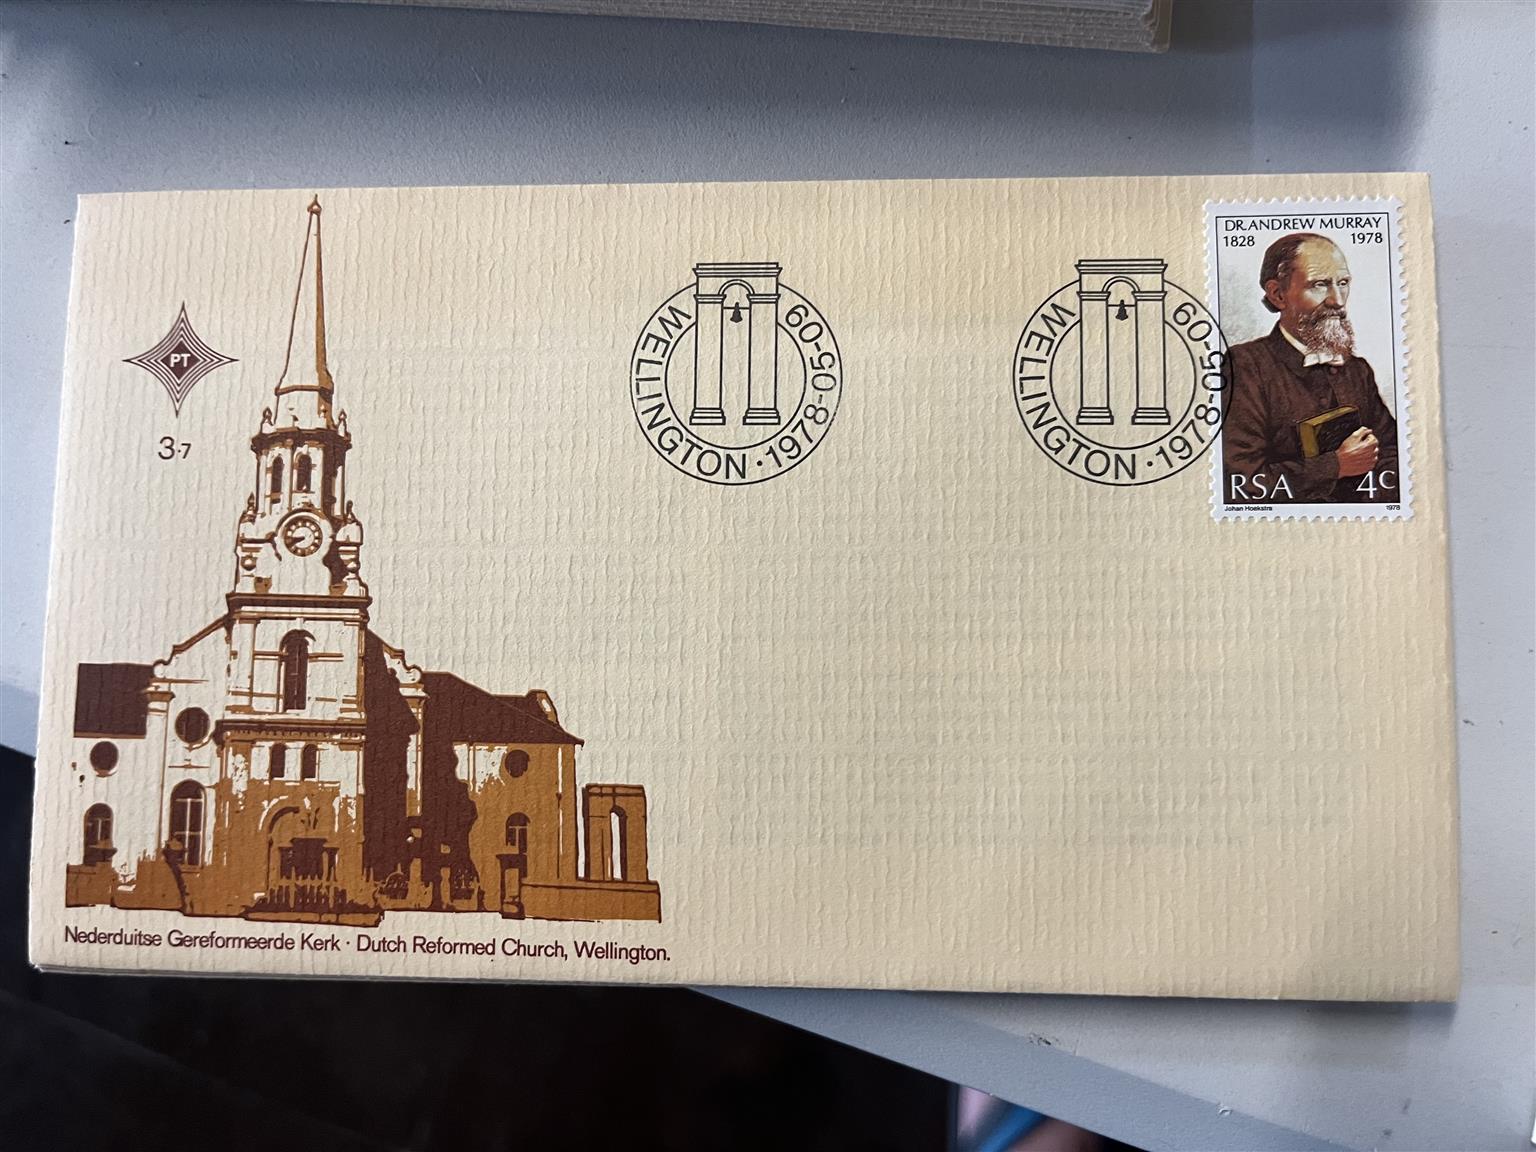 PT
3·7
WELLINGTON · 1978-05-09
WELLINGTON · 1978-05-09
DR. ANDREW MURRAY
1828 1978
RSA 4c
Johan Hoekstra 1978
Nederduitse Gereformeerde Kerk · Dutch Reformed Church, Wellington.